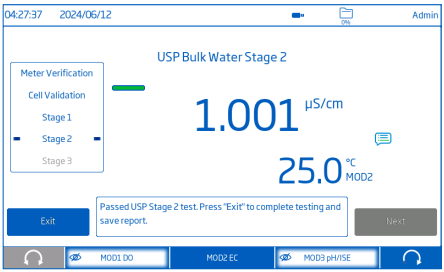 04:27:37 2024/06/12 0% Admin
USP Bulk Water Stage 2
Meter Verification
Cell Validation
Stage 1
Stage 2
Stage 3
1.001 µS/cm
25.0 °C
MOD2
Passed USP Stage 2 test. Press "Exit" to complete testing and
save report.
Exit
Next
MOD1 DO MOD2 EC MOD3 pH/ISE